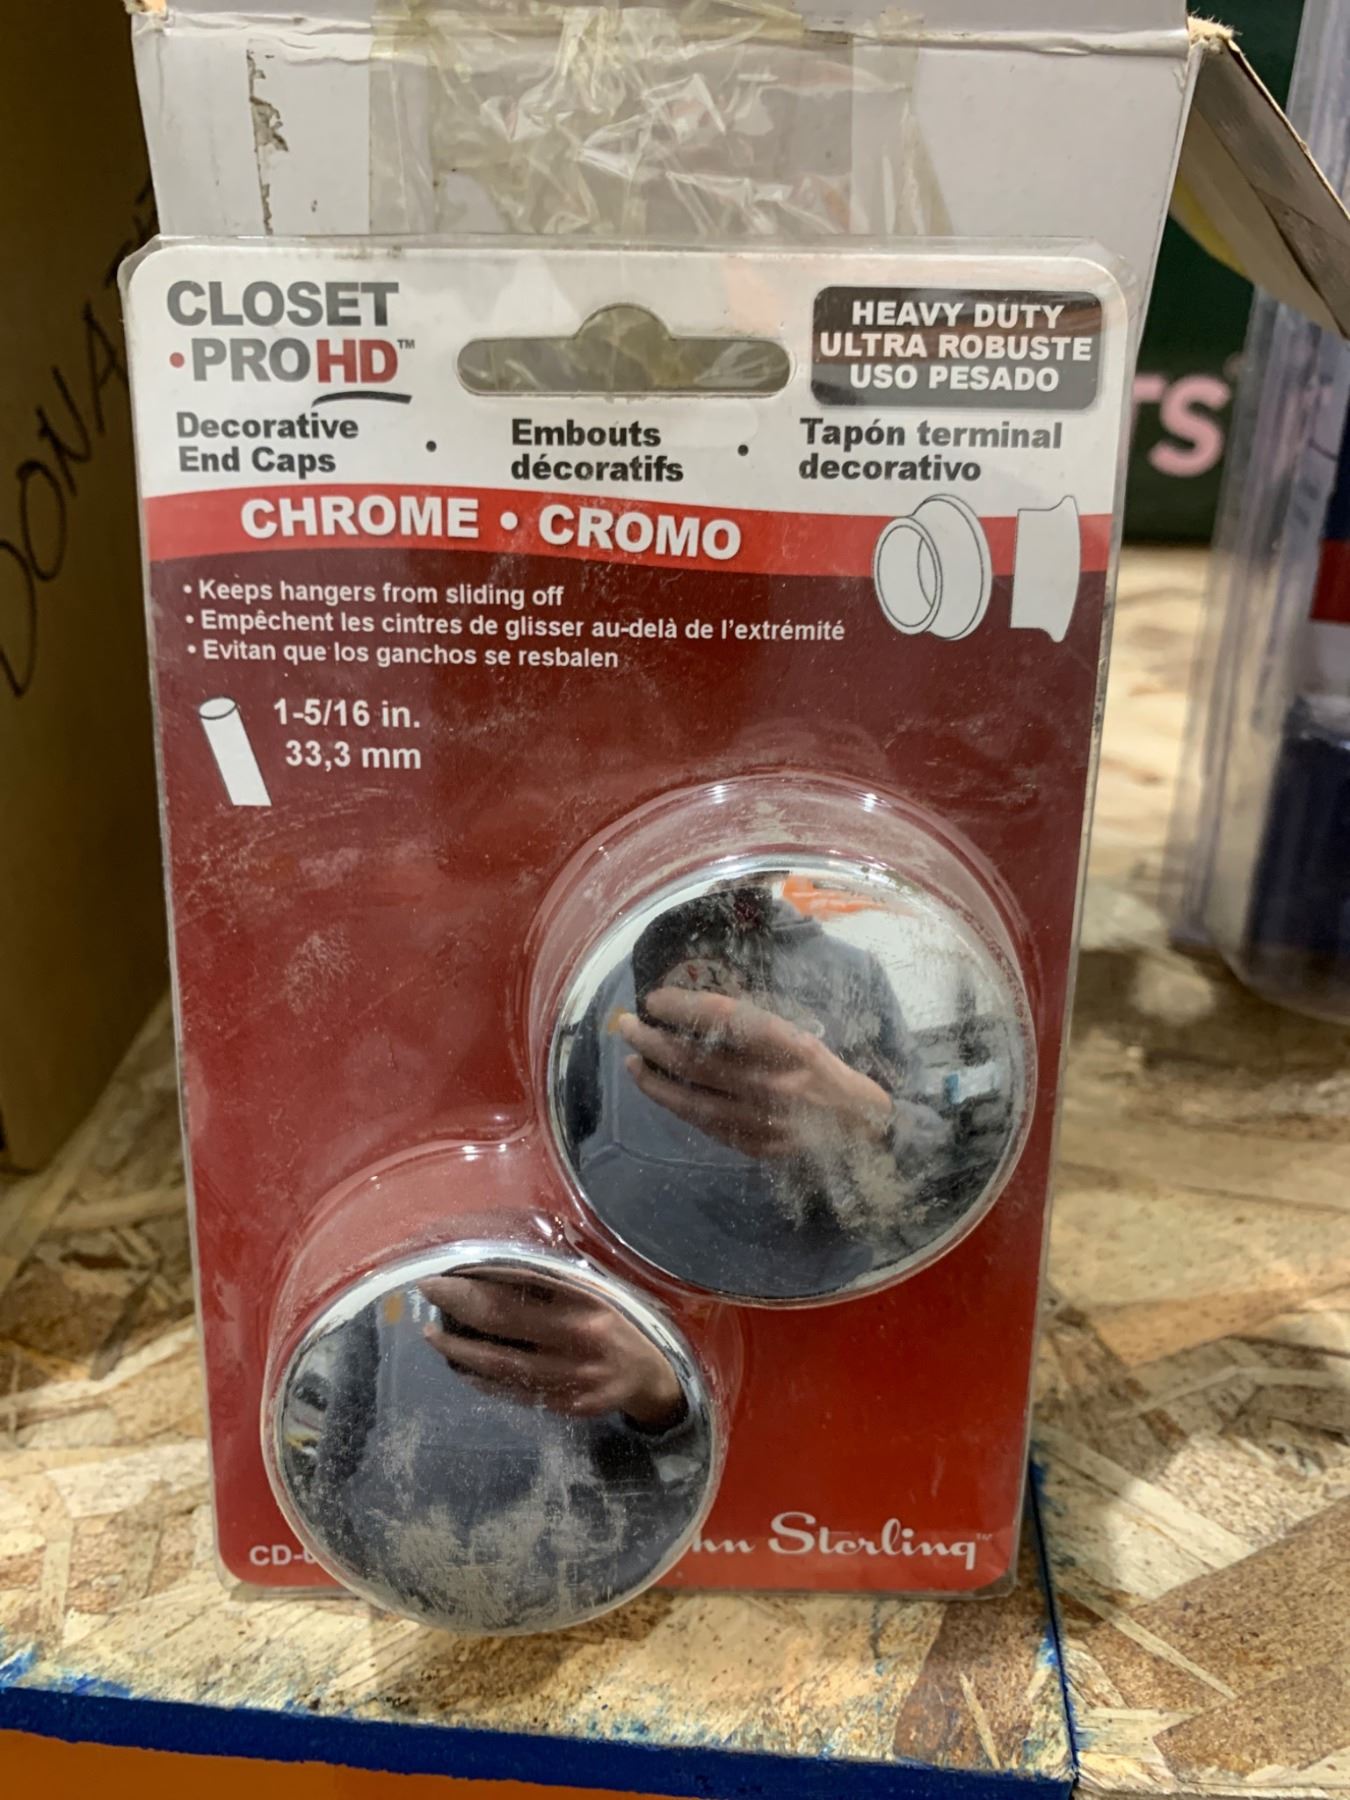 CLOSET
•PROHD™
HEAVY DUTY
ULTRA ROBUSTE
USO PESADO
Decorative
End Caps
•
Embouts
décoratifs
•
Tapón terminal
decorativo
CHROME • CROMO
• Keeps hangers from sliding off
• Empêchent les cintres de glisser au-delà de l'extrémité
• Evitan que los ganchos se resbalen
1-5/16 in.
33,3 mm
Sterling™